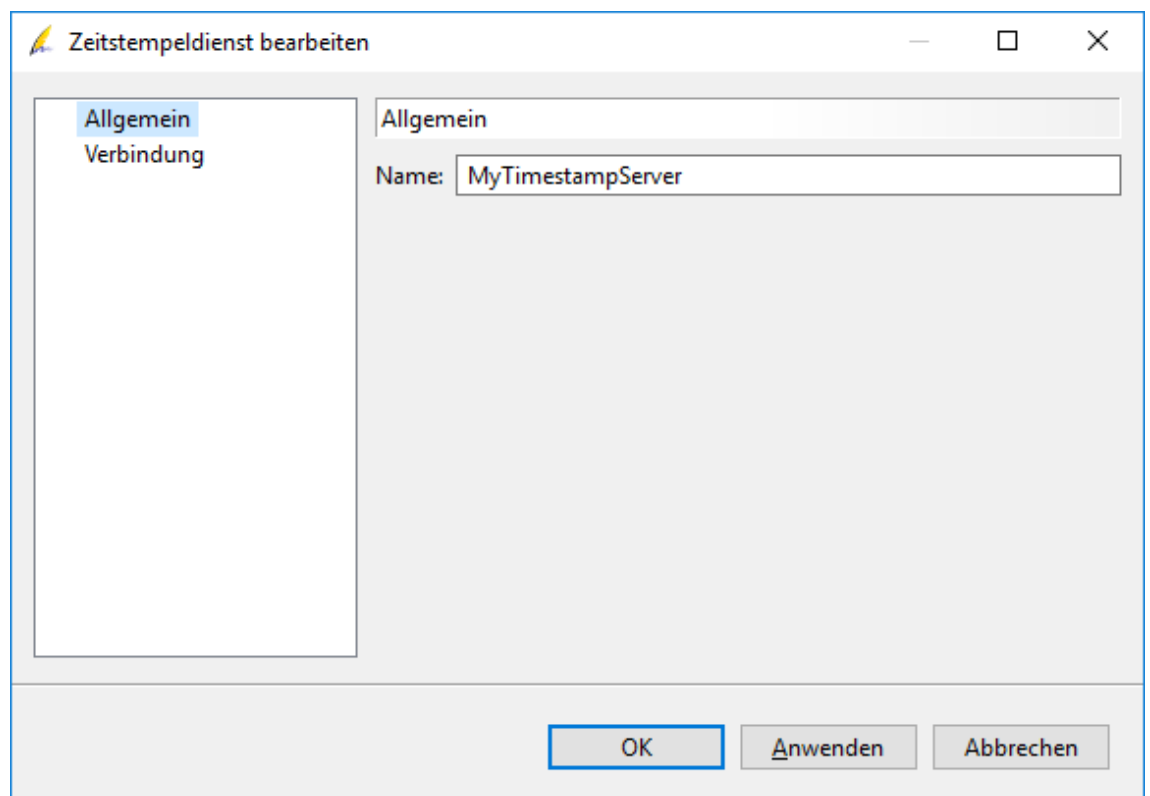 Zeitstempeldienst bearbeiten
Allgemein
Verbindung
Allgemein
Name: MyTimestampServer
OK Anwenden Abbrechen